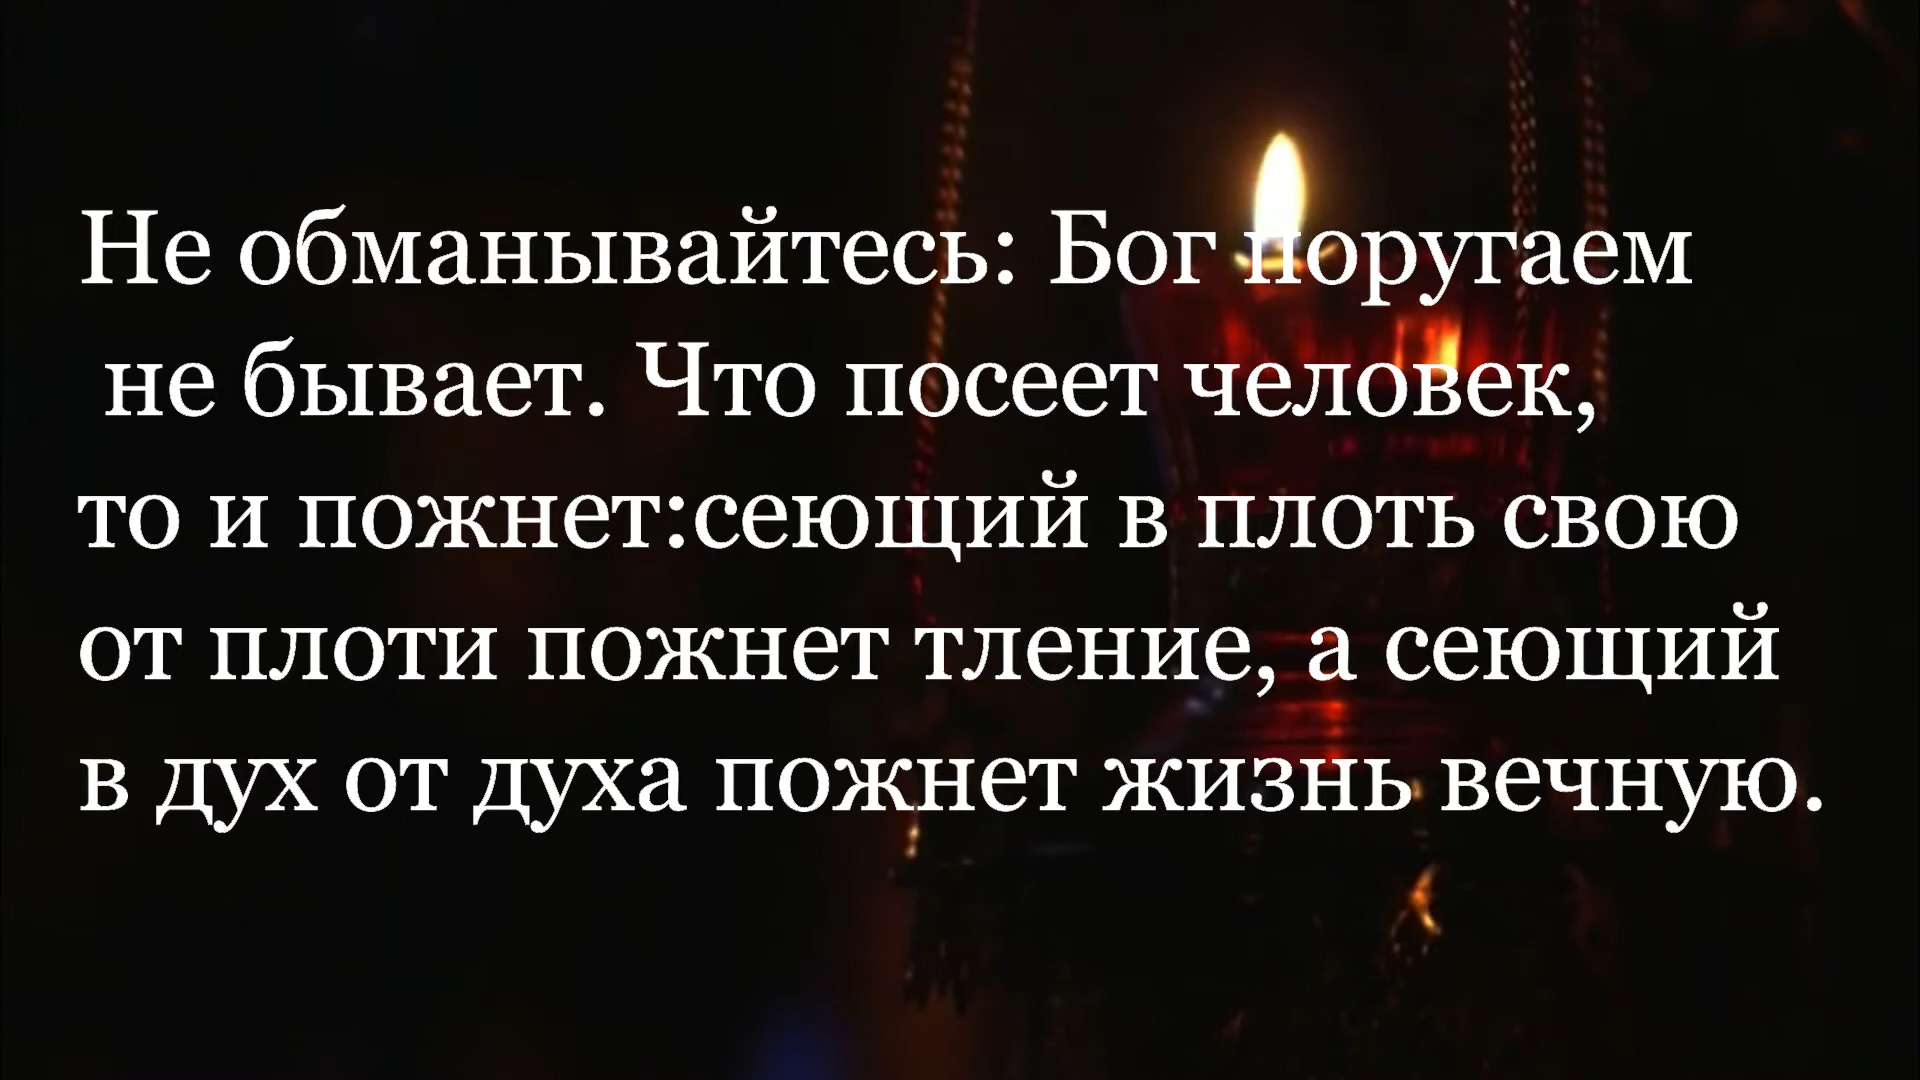 Не обманывайтесь: Бог поругаем
не бывает. Что посеет человек,
то и пожнет:сеющий в плоть свою
от плоти пожнет тление, а сеющий
в дух от духа пожнет жизнь вечную.